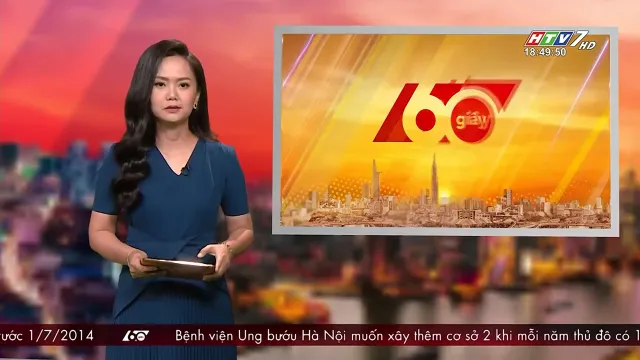 HTV7 HD
18:49:50
60 giây
rước 1/7/2014 60 Bệnh viện Ung bướu Hà Nội muốn xây thêm cơ sở 2 khi mỗi năm thủ đô có 1